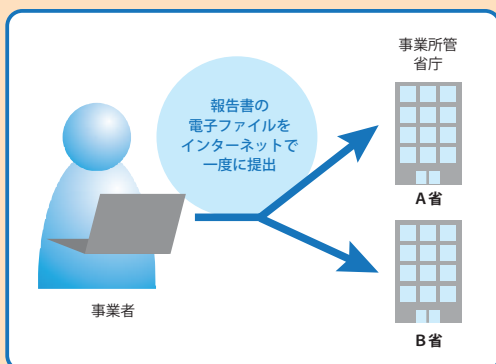 報告書の
電子ファイルを
インターネットで
一度に提出
事業者
事業所管
省庁
A省
B省